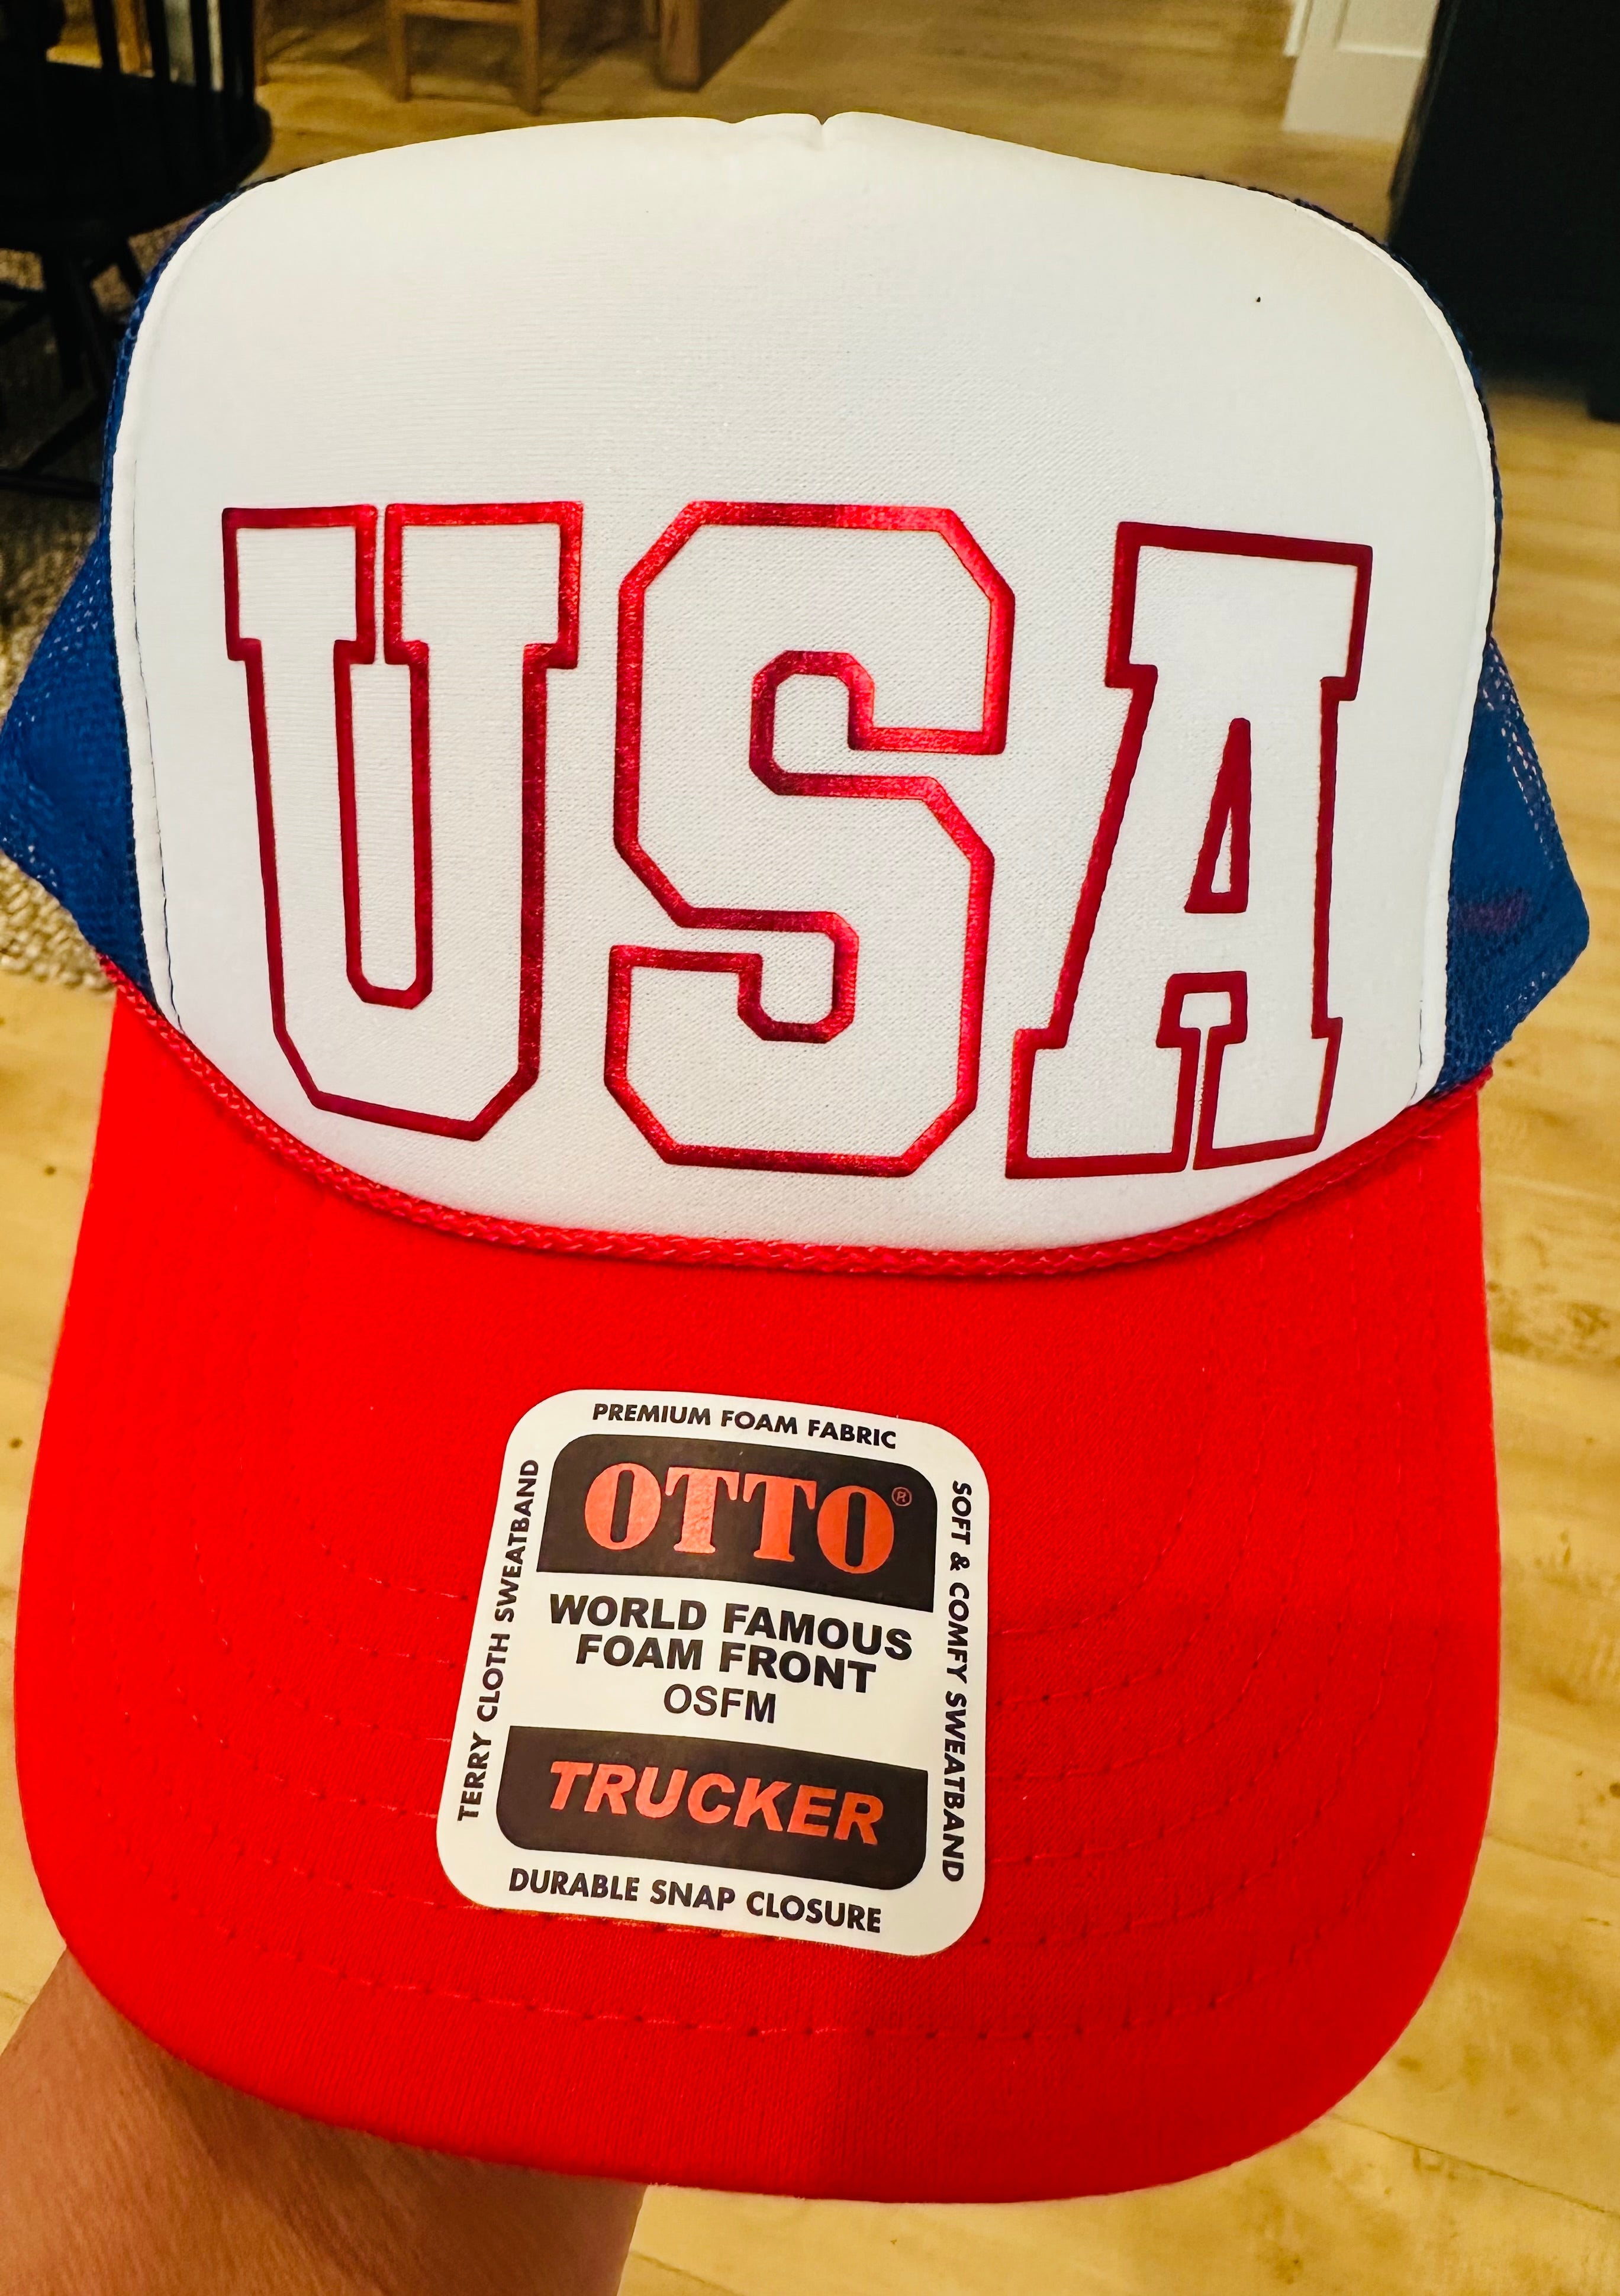 USA
PREMIUM FOAM FABRIC
OTTO®
WORLD FAMOUS
FOAM FRONT
OSFM
TRUCKER
DURABLE SNAP CLOSURE
TERRY CLOTH SWEATBAND
SOFT & COMFY SWEATBAND